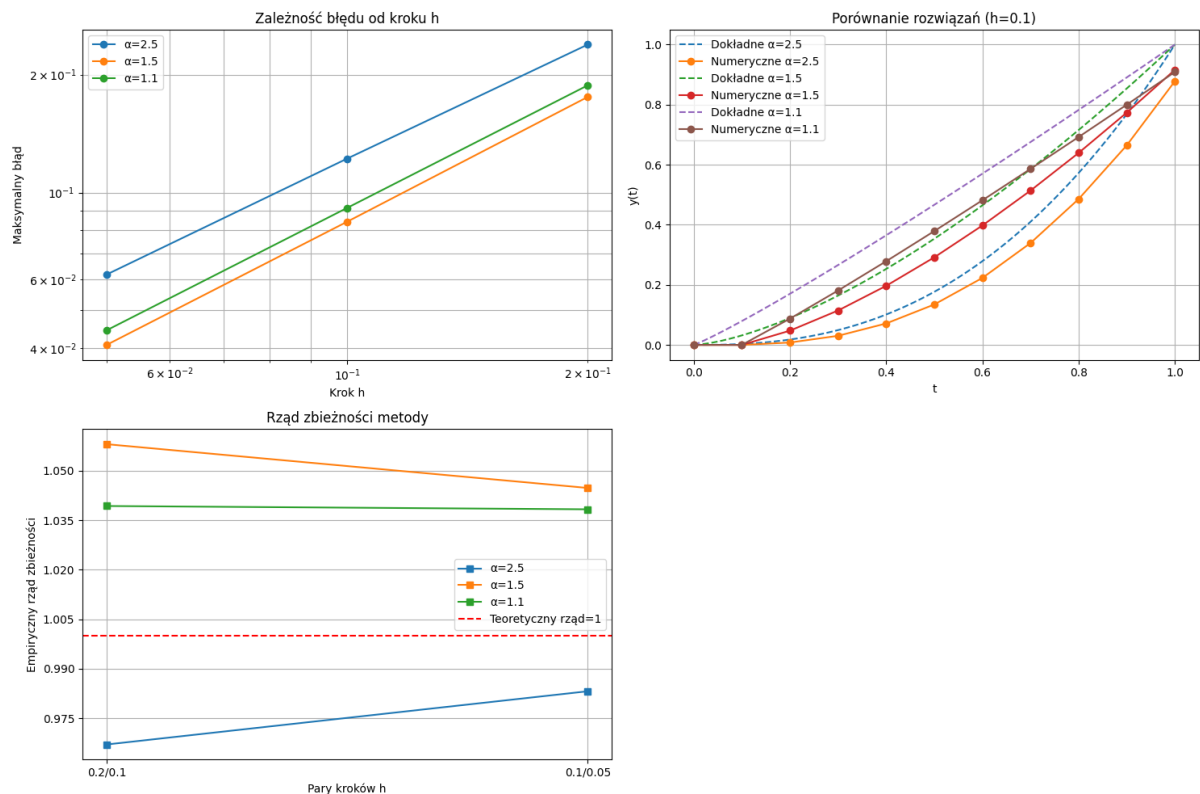 Zależność błędu od kroku h
α=2.5
α=1.5
α=1.1
Maksymalny błąd
2 × 10⁻¹
10⁻¹
6 × 10⁻²
4 × 10⁻²
6 × 10⁻²
10⁻¹
2 × 10⁻¹
Krok h
Porównanie rozwiązań (h=0.1)
Dokładne α=2.5
Numeryczne α=2.5
Dokładne α=1.5
Numeryczne α=1.5
Dokładne α=1.1
Numeryczne α=1.1
y(t)
1.0
0.8
0.6
0.4
0.2
0.0
0.0
0.2
0.4
0.6
0.8
1.0
t
Rząd zbieżności metody
Empiryczny rząd zbieżności
1.050
1.035
1.020
1.005
0.990
0.975
α=2.5
α=1.5
α=1.1
Teoretyczny rząd=1
0.2/0.1
0.1/0.05
Pary kroków h